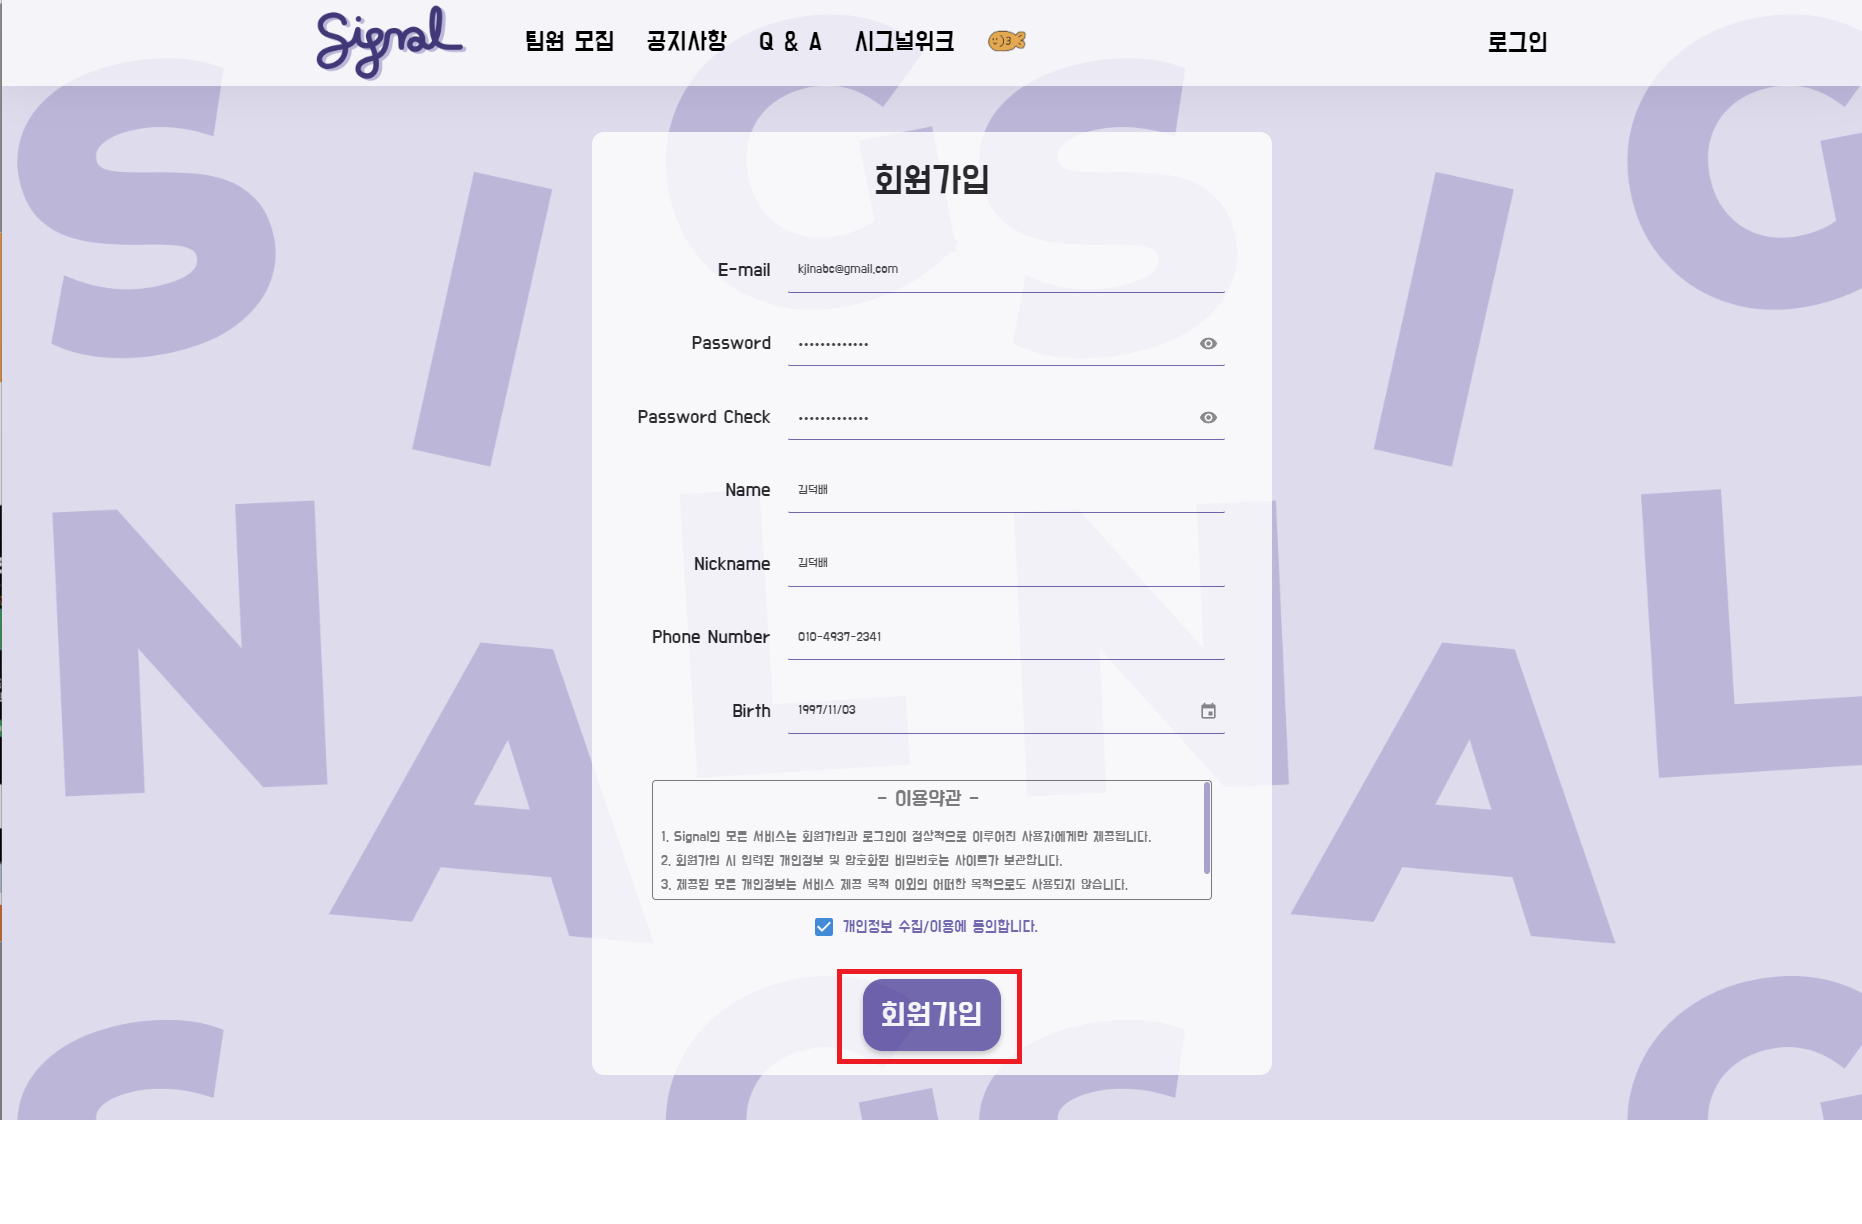 Signal 팀원 모집 공지사항 Q & A 시그널위크 로그인
회원가입
E-mail kjinabc@gmail.com
Password •••••••••••••
Password Check •••••••••••••
Name 김덕배
Nickname 김덕배
Phone Number 010-4937-2341
Birth 1997/11/03
- 이용약관 -
1. Signal의 모든 서비스는 회원가입과 로그인이 정상적으로 이루어진 사용자에게만 제공됩니다.
2. 회원가입 시 입력된 개인정보 및 암호화된 비밀번호는 사이트가 보관합니다.
3. 제공된 모든 개인정보는 서비스 제공 목적 이외의 어떠한 목적으로도 사용되지 않습니다.
개인정보 수집/이용에 동의합니다.
회원가입
S I G S I G
N A L N A L
S G S G